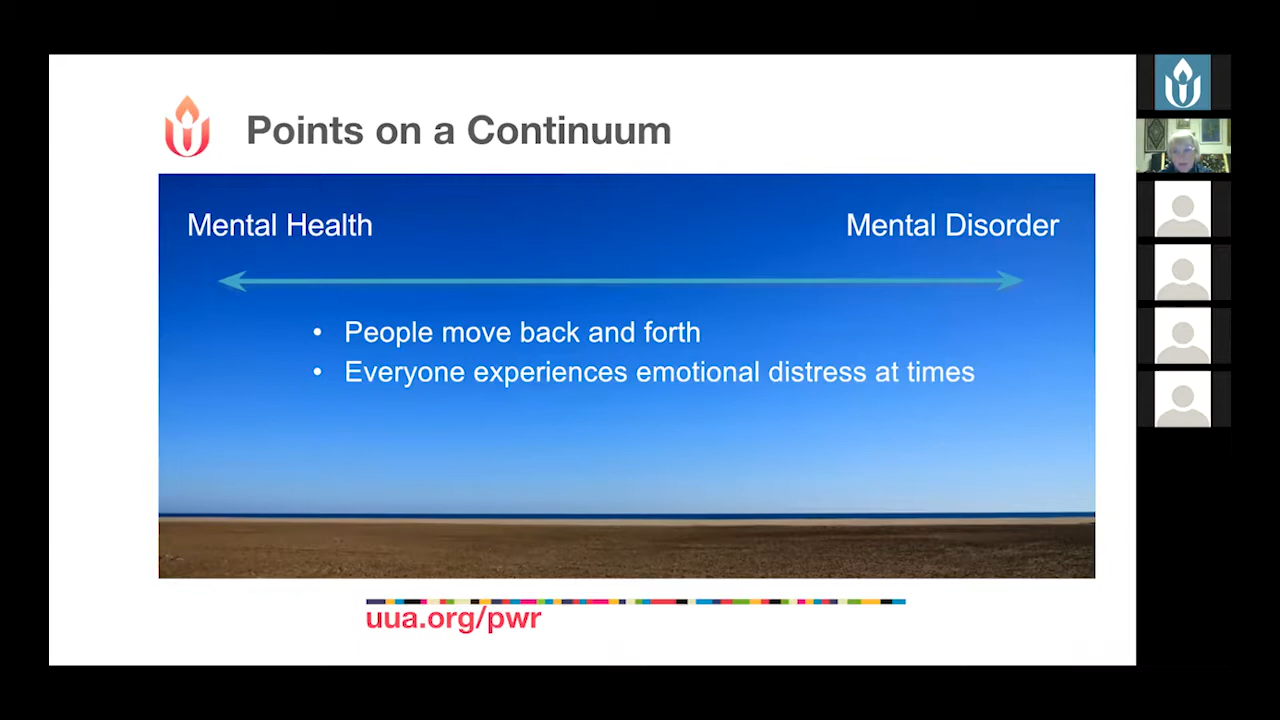 Points on a Continuum
Mental Health
Mental Disorder
• People move back and forth
• Everyone experiences emotional distress at times
uua.org/pwr